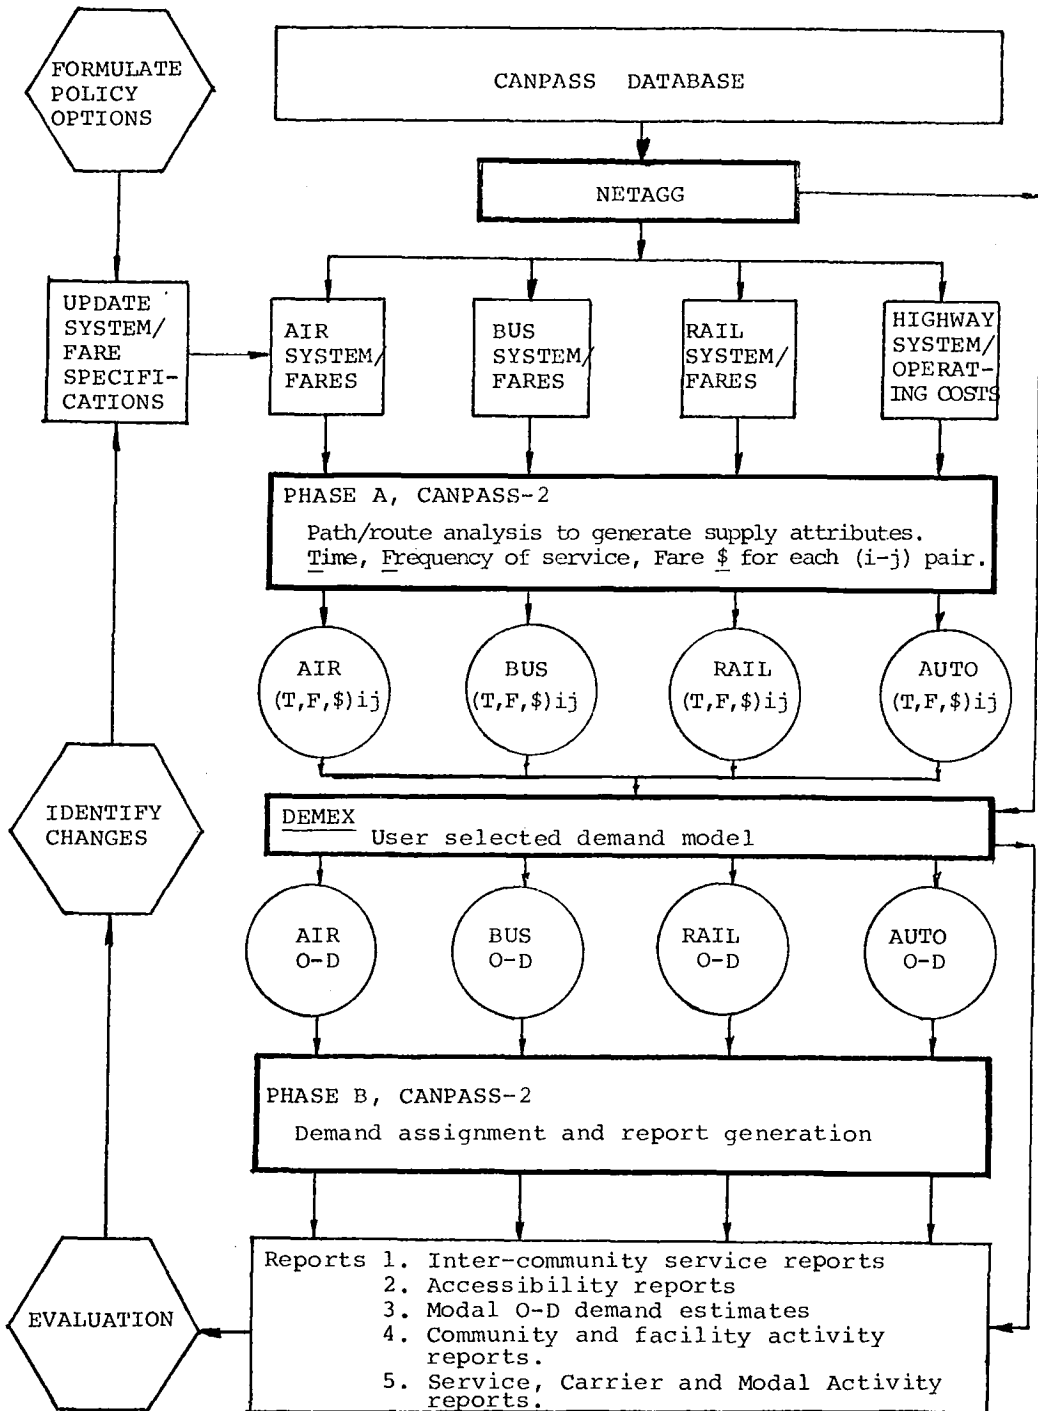 FORMULATE
POLICY
OPTIONS
CANPASS DATABASE
NETAGG
UPDATE
SYSTEM/
FARE
SPECIFI-
CATIONS
AIR
SYSTEM/
FARES
BUS
SYSTEM/
FARES
RAIL
SYSTEM/
FARES
HIGHWAY
SYSTEM/
OPERAT-
ING COSTS
PHASE A, CANPASS-2
Path/route analysis to generate supply attributes.
Time, Frequency of service, Fare $ for each (i-j) pair.
AIR
(T,F,$)ij
BUS
(T,F,$)ij
RAIL
(T,F,$)ij
AUTO
(T,F,$)ij
IDENTIFY
CHANGES
DEMEX
User selected demand model
AIR
O-D
BUS
O-D
RAIL
O-D
AUTO
O-D
PHASE B, CANPASS-2
Demand assignment and report generation
EVALUATION
Reports 1. Inter-community service reports
2. Accessibility reports
3. Modal O-D demand estimates
4. Community and facility activity
reports.
5. Service, Carrier and Modal Activity
reports.